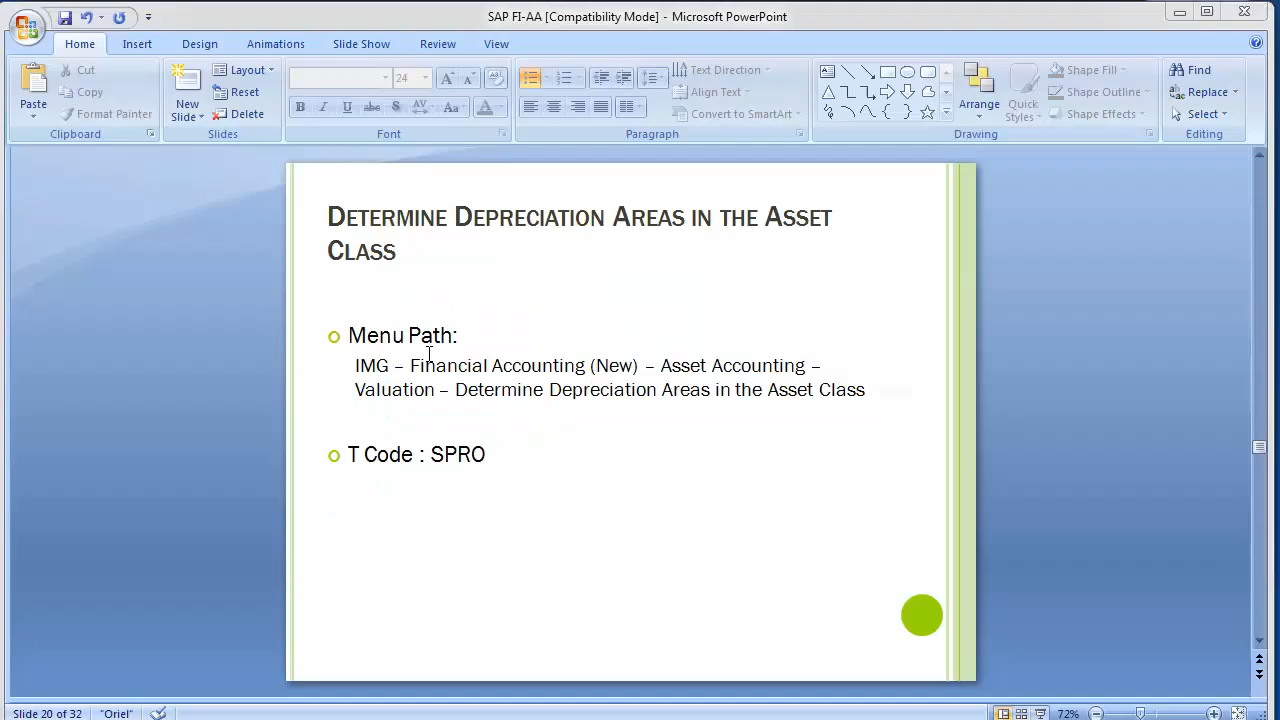 SAP FI-AA [Compatibility Mode] - Microsoft PowerPoint
Home Insert Design Slide Show Animations Review View
Paste
Cut
Copy
Format Painter
Clipboard
New
Slide
Layout
Reset
Delete
Slides
24
B I U abc S AV Aa A
Font
Text Direction
Align Text
Convert to SmartArt
Paragraph
Arrange
Quick
Styles
Shape Fill
Shape Outline
Shape Effects
Drawing
Find
Replace
Select
Editing
DETERMINE DEPRECIATION AREAS IN THE ASSET
CLASS
Menu Path:
IMG – Financial Accounting (New) – Asset Accounting –
Valuation – Determine Depreciation Areas in the Asset Class
T Code : SPRO
Slide 20 of 32 "Oriel" 72%